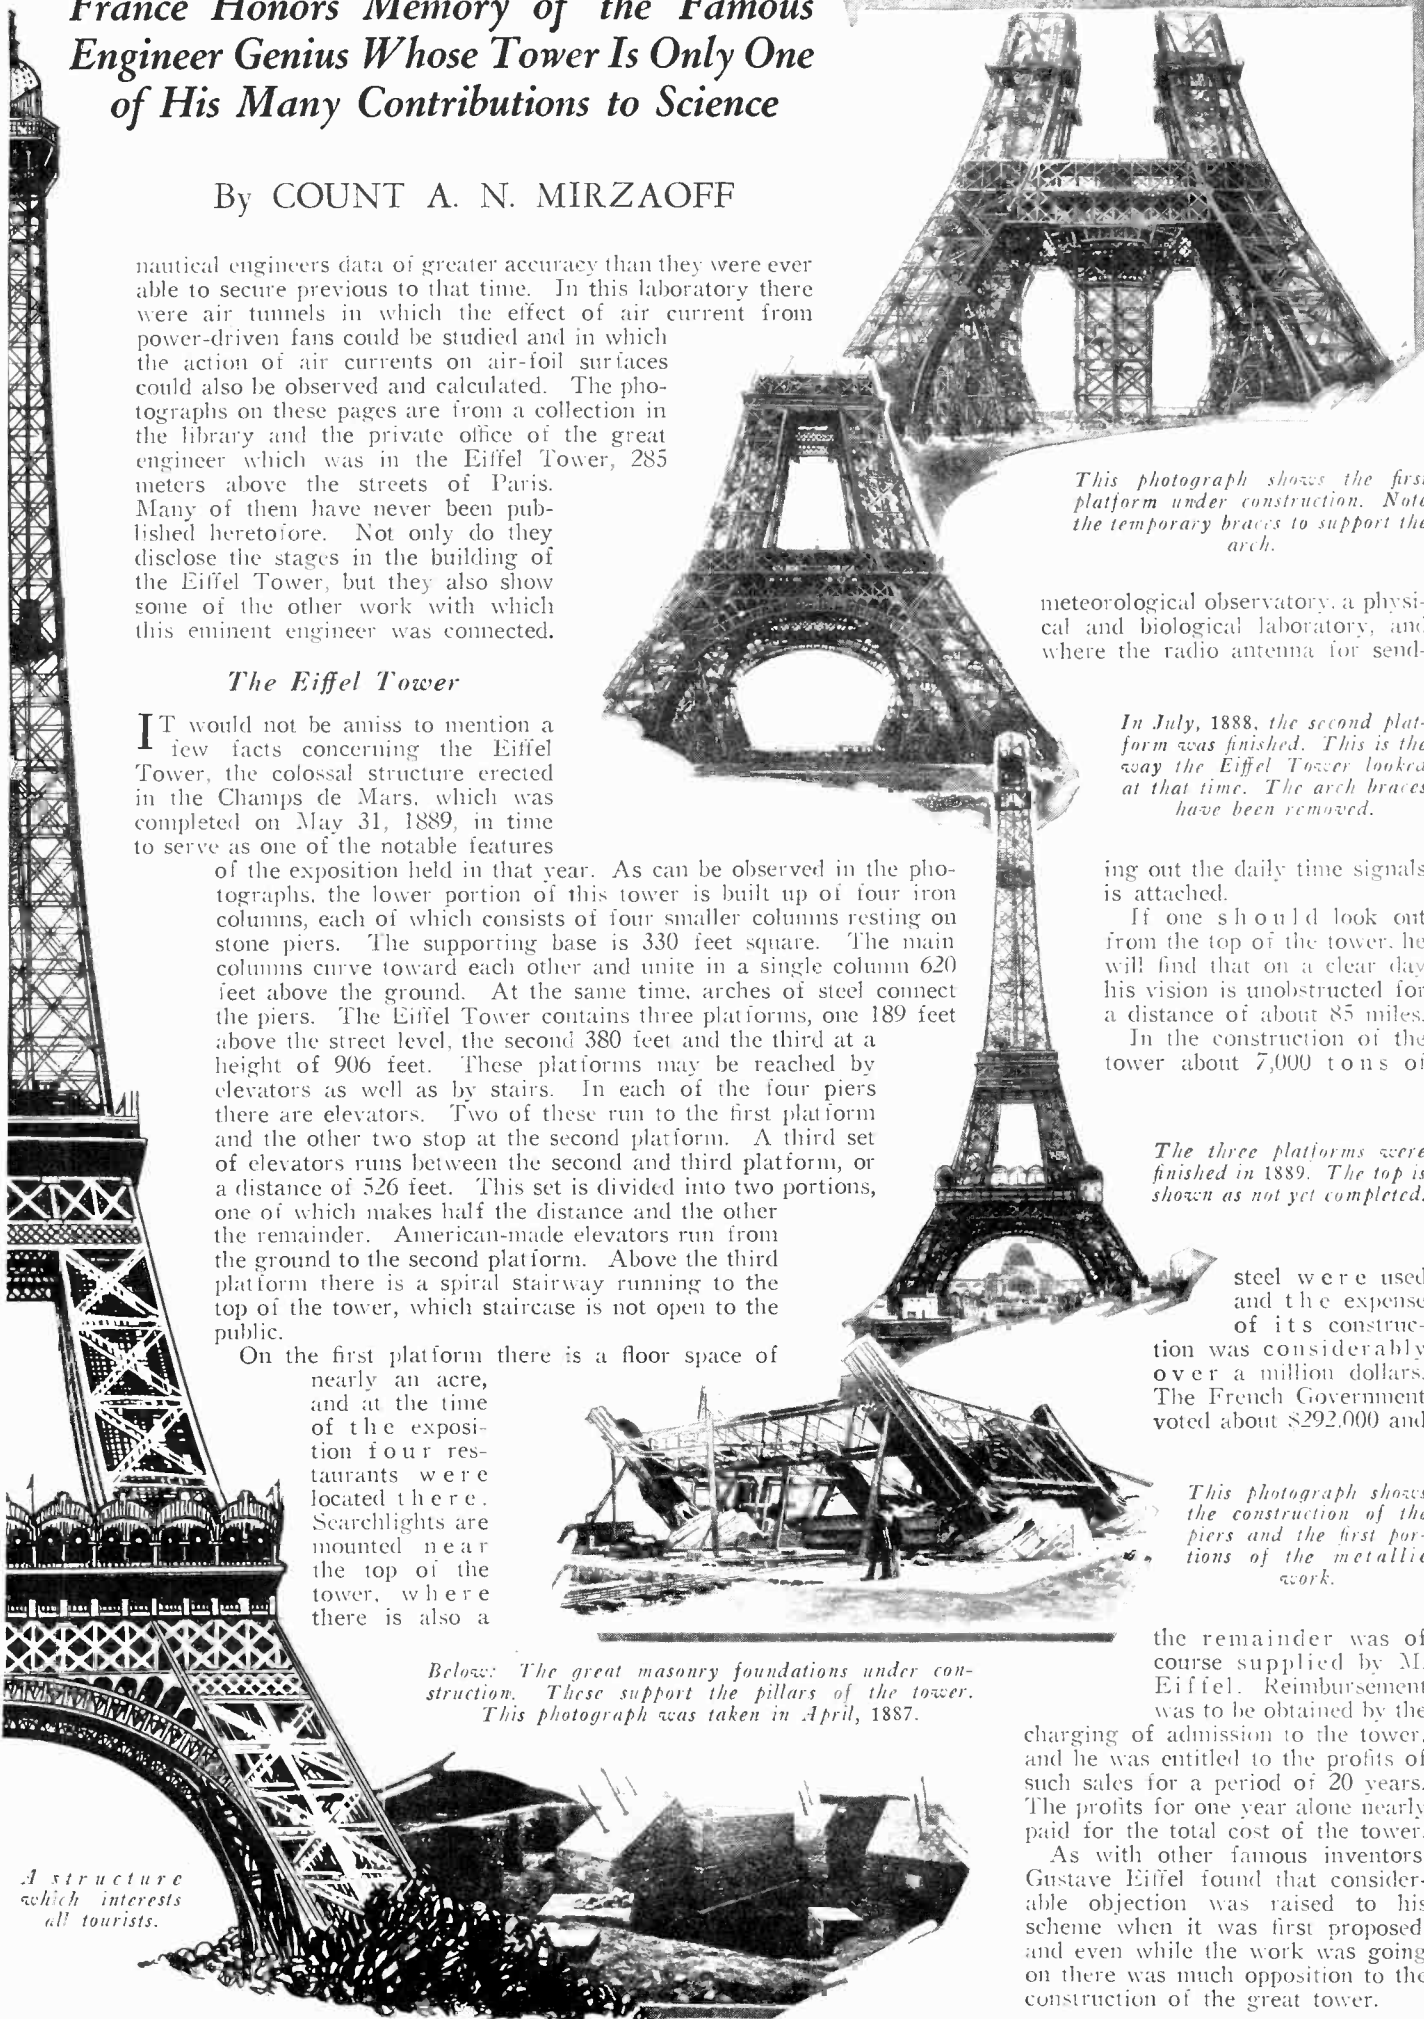 France Honors Memory of the Famous
Engineer Genius Whose Tower Is Only One
of His Many Contributions to Science
By COUNT A. N. MIRZAOFF
nautical engineers data of greater accuracy than they were ever
able to secure previous to that time. In this laboratory there
were air tunnels in which the effect of air current from
power-driven fans could be studied and in which
the action of air currents on air-foil surfaces
could also be observed and calculated. The pho-
tographs on these pages are from a collection in
the library and the private office of the great
engineer which was in the Eiffel Tower, 285
meters above the streets of Paris.
Many of them have never been pub-
lished heretofore. Not only do they
disclose the stages in the building of
the Eiffel Tower, but they also show
some of the other work with which
this eminent engineer was connected.
The Eiffel Tower
IT would not be amiss to mention a
few facts concerning the Eiffel
Tower, the colossal structure erected
in the Champs de Mars, which was
completed on May 31, 1889, in time
to serve as one of the notable features
of the exposition held in that year. As can be observed in the pho-
tographs, the lower portion of this tower is built up of four iron
columns, each of which consists of four smaller columns resting on
stone piers. The supporting base is 330 feet square. The main
columns curve toward each other and unite in a single column 620
feet above the ground. At the same time, arches of steel connect
the piers. The Eiffel Tower contains three platforms, one 189 feet
above the street level, the second 380 feet and the third at a
height of 906 feet. These platforms may be reached by
elevators as well as by stairs. In each of the four piers
there are elevators. Two of these run to the first platform
and the other two stop at the second platform. A third set
of elevators runs between the second and third platform, or
a distance of 526 feet. This set is divided into two portions,
one of which makes half the distance and the other
the remainder. American-made elevators run from
the ground to the second platform. Above the third
platform there is a spiral stairway running to the
top of the tower, which staircase is not open to the
public.
On the first platform there is a floor space of
nearly an acre,
and at the time
of the exposi-
tion four res-
taurants were
located there.
Searchlights are
mounted near
the top of the
tower, where
there is also a
This photograph shows the first
platform under construction. Note
the temporary braces to support the
arch.
meteorological observatory, a physi-
cal and biological laboratory, and
where the radio antenna for send-
In July, 1888, the second plat-
form was finished. This is the
way the Eiffel Tower looked
at that time. The arch braces
have been removed.
ing out the daily time signals
is attached.
If one should look out
from the top of the tower, he
will find that on a clear day
his vision is unobstructed for
a distance of about 85 miles.
In the construction of the
tower about 7,000 tons of
The three platforms were
finished in 1889. The top is
shown as not yet completed.
steel were used
and the expense
of its construc-
tion was considerably
over a million dollars.
The French Government
voted about $292,000 and
This photograph shows
the construction of the
piers and the first por-
tions of the metallic
work.
the remainder was of
course supplied by M.
Eiffel. Reimbursement
was to be obtained by the
charging of admission to the tower,
and he was entitled to the profits of
such sales for a period of 20 years.
The profits for one year alone nearly
paid for the total cost of the tower.
As with other famous inventors
Gustave Eiffel found that consider-
able objection was raised to his
scheme when it was first proposed
and even while the work was going
on there was much opposition to the
construction of the great tower.
Below: The great masonry foundations under con-
struction. These support the pillars of the tower.
This photograph was taken in April, 1887.
A structure
which interests
all tourists.